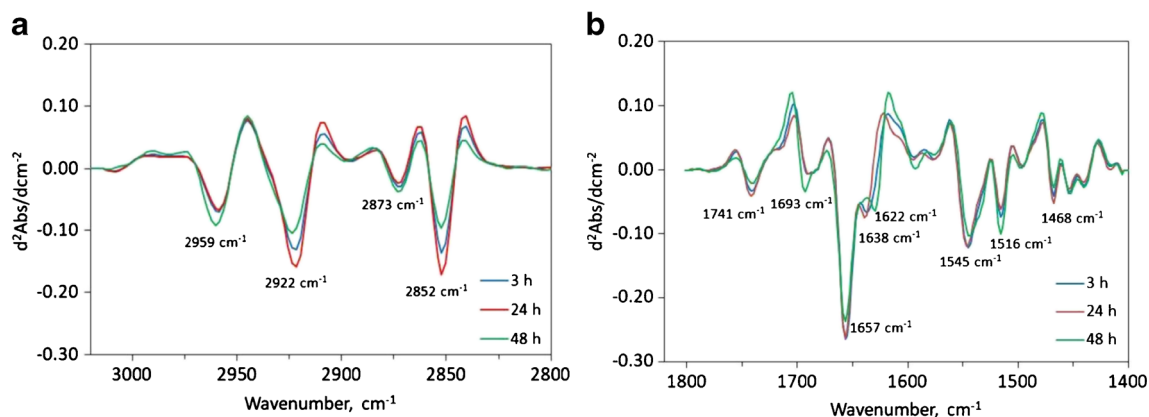 a
0.20
0.10
0.00
-0.10
-0.20
-0.30
d²Abs/dcm⁻²
2959 cm⁻¹
2922 cm⁻¹
2873 cm⁻¹
2852 cm⁻¹
3 h
24 h
48 h
3000 2950 2900 2850 2800
Wavenumber, cm⁻¹
b
0.20
0.10
0.00
-0.10
-0.20
-0.30
d²Abs/dcm⁻²
1741 cm⁻¹
1693 cm⁻¹
1622 cm⁻¹
1638 cm⁻¹
1657 cm⁻¹
1545 cm⁻¹
1516 cm⁻¹
1468 cm⁻¹
3 h
24 h
48 h
1800 1700 1600 1500 1400
Wavenumber, cm⁻¹